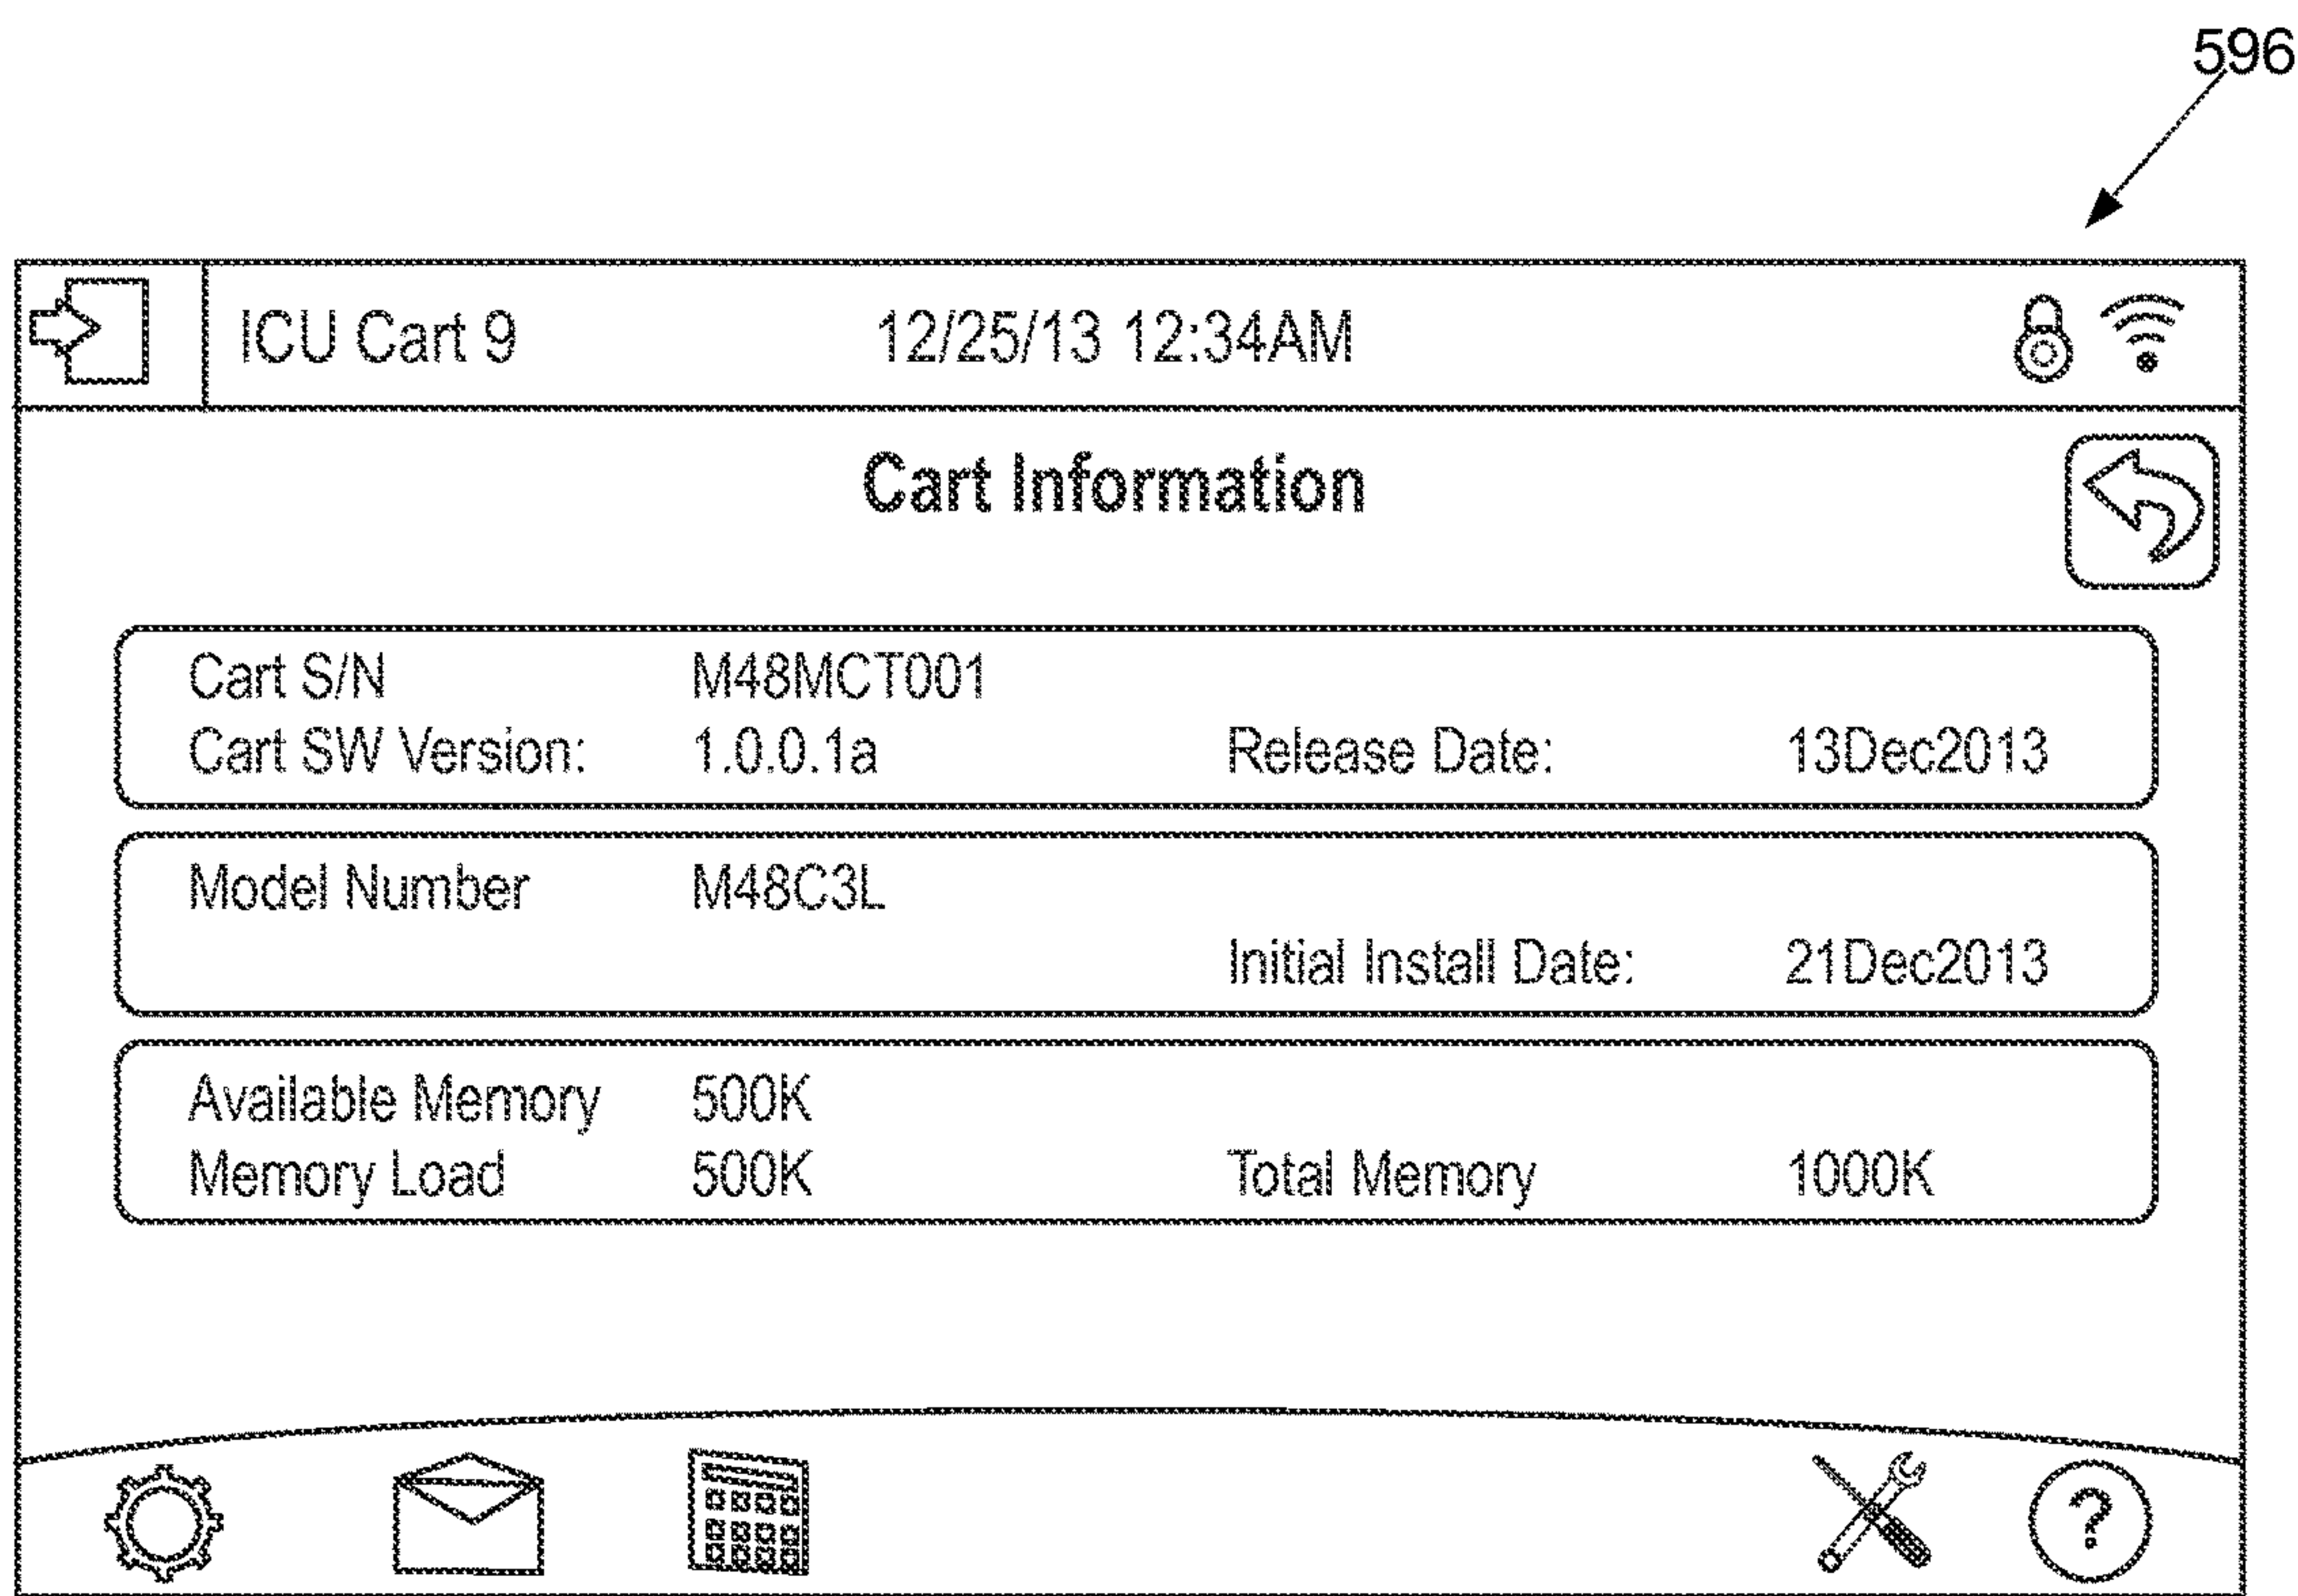 596
ICU Cart 9 12/25/13 12:34AM
Cart Information
Cart S/N M48MCT001
Cart SW Version: 1.0.0.1a Release Date: 13Dec2013
Model Number M48C3L
Initial Install Date: 21Dec2013
Available Memory 500K
Memory Load 500K Total Memory 1000K
?